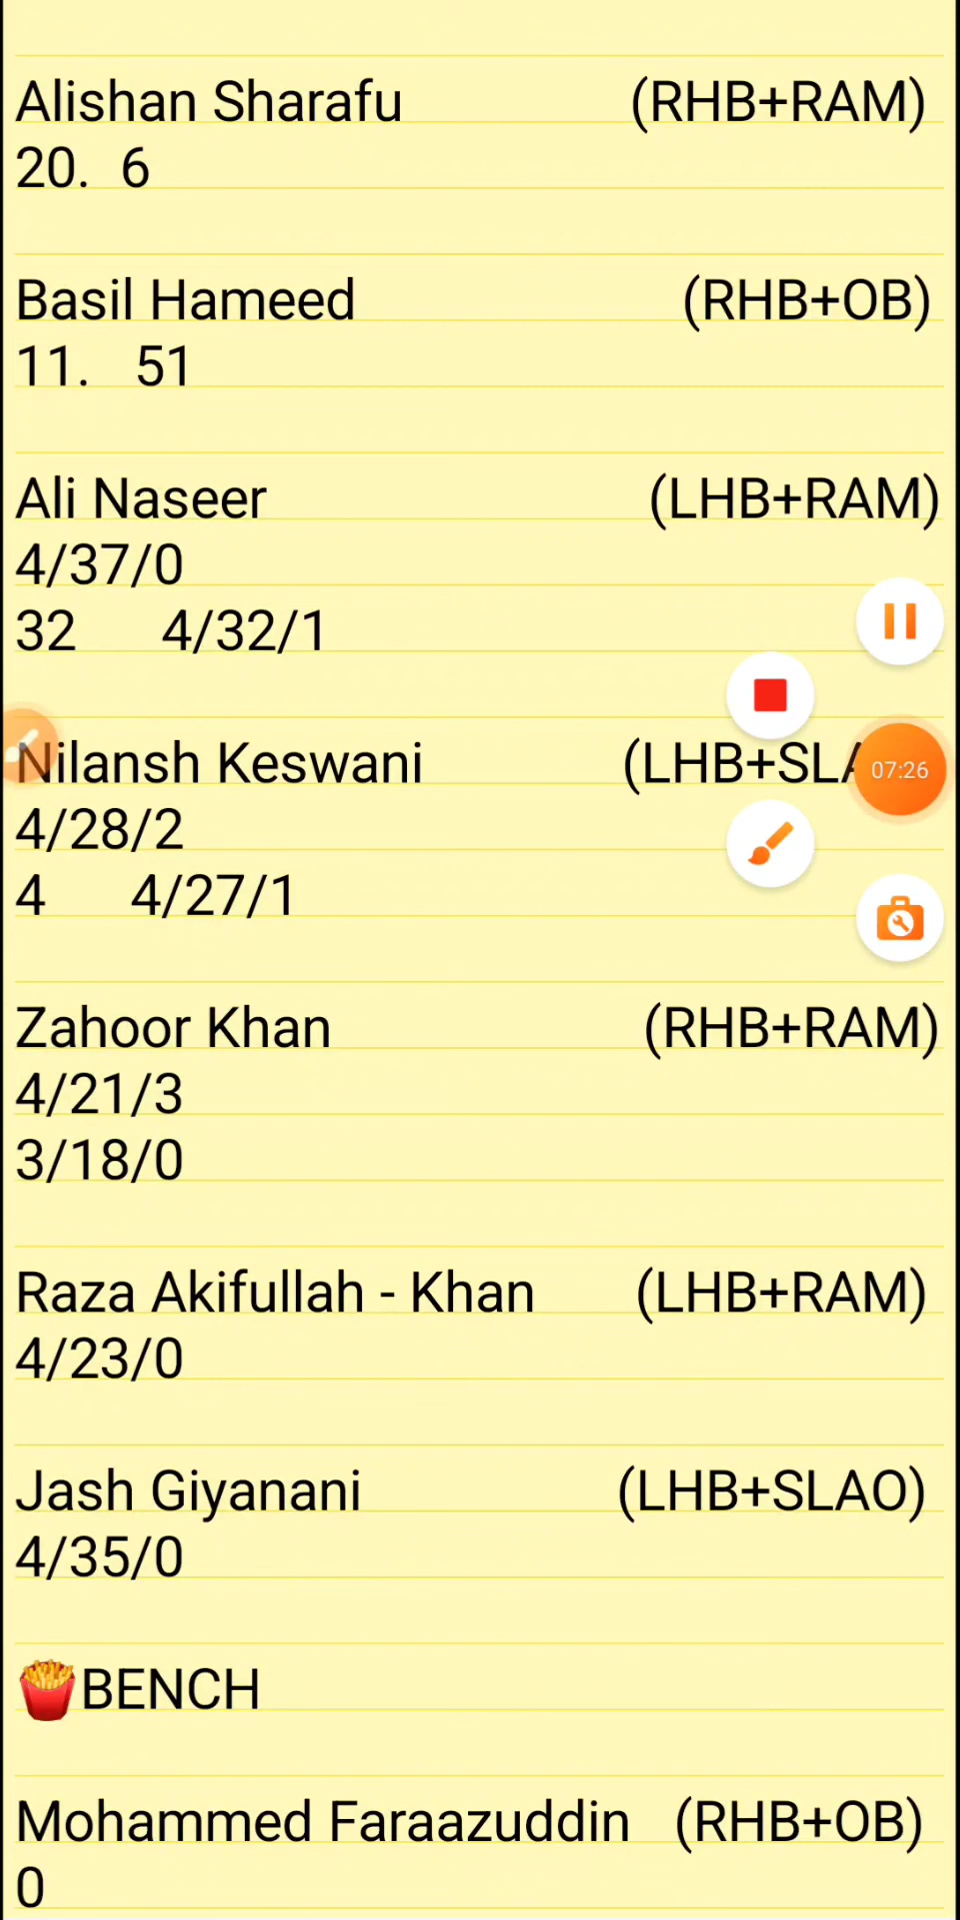 Alishan Sharafu (RHB+RAM)
20. 6
Basil Hameed (RHB+OB)
11. 51
Ali Naseer (LHB+RAM)
4/37/0
32 4/32/1
Nilansh Keswani (LHB+SLA
07:26
4/28/2
4 4/27/1
Zahoor Khan (RHB+RAM)
4/21/3
3/18/0
Raza Akifullah - Khan (LHB+RAM)
4/23/0
Jash Giyanani (LHB+SLAO)
4/35/0
🍟BENCH
Mohammed Faraazuddin (RHB+OB)
0